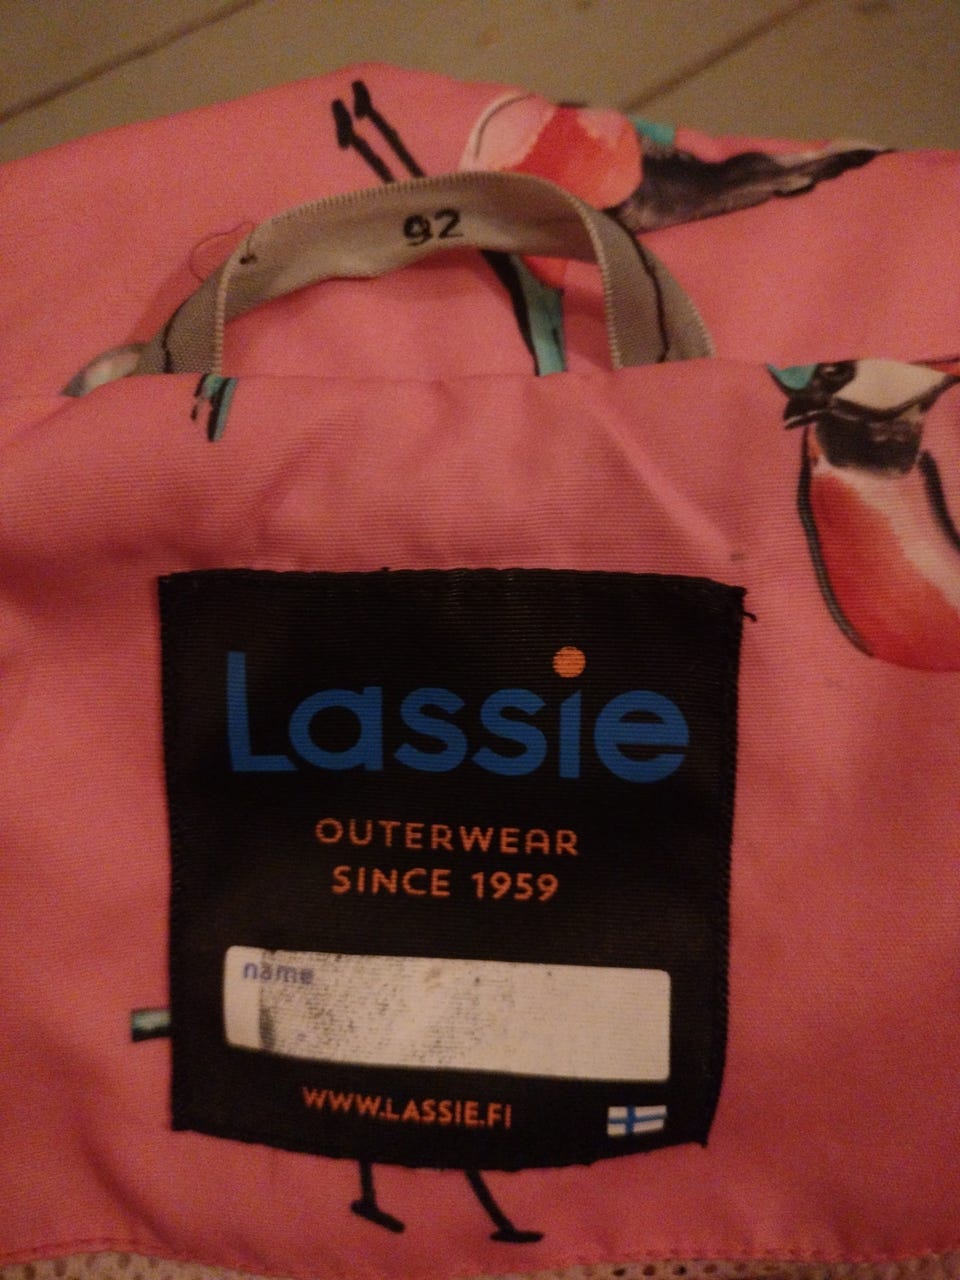 92
Lassie
OUTERWEAR
SINCE 1959
name
WWW.LASSIE.FI